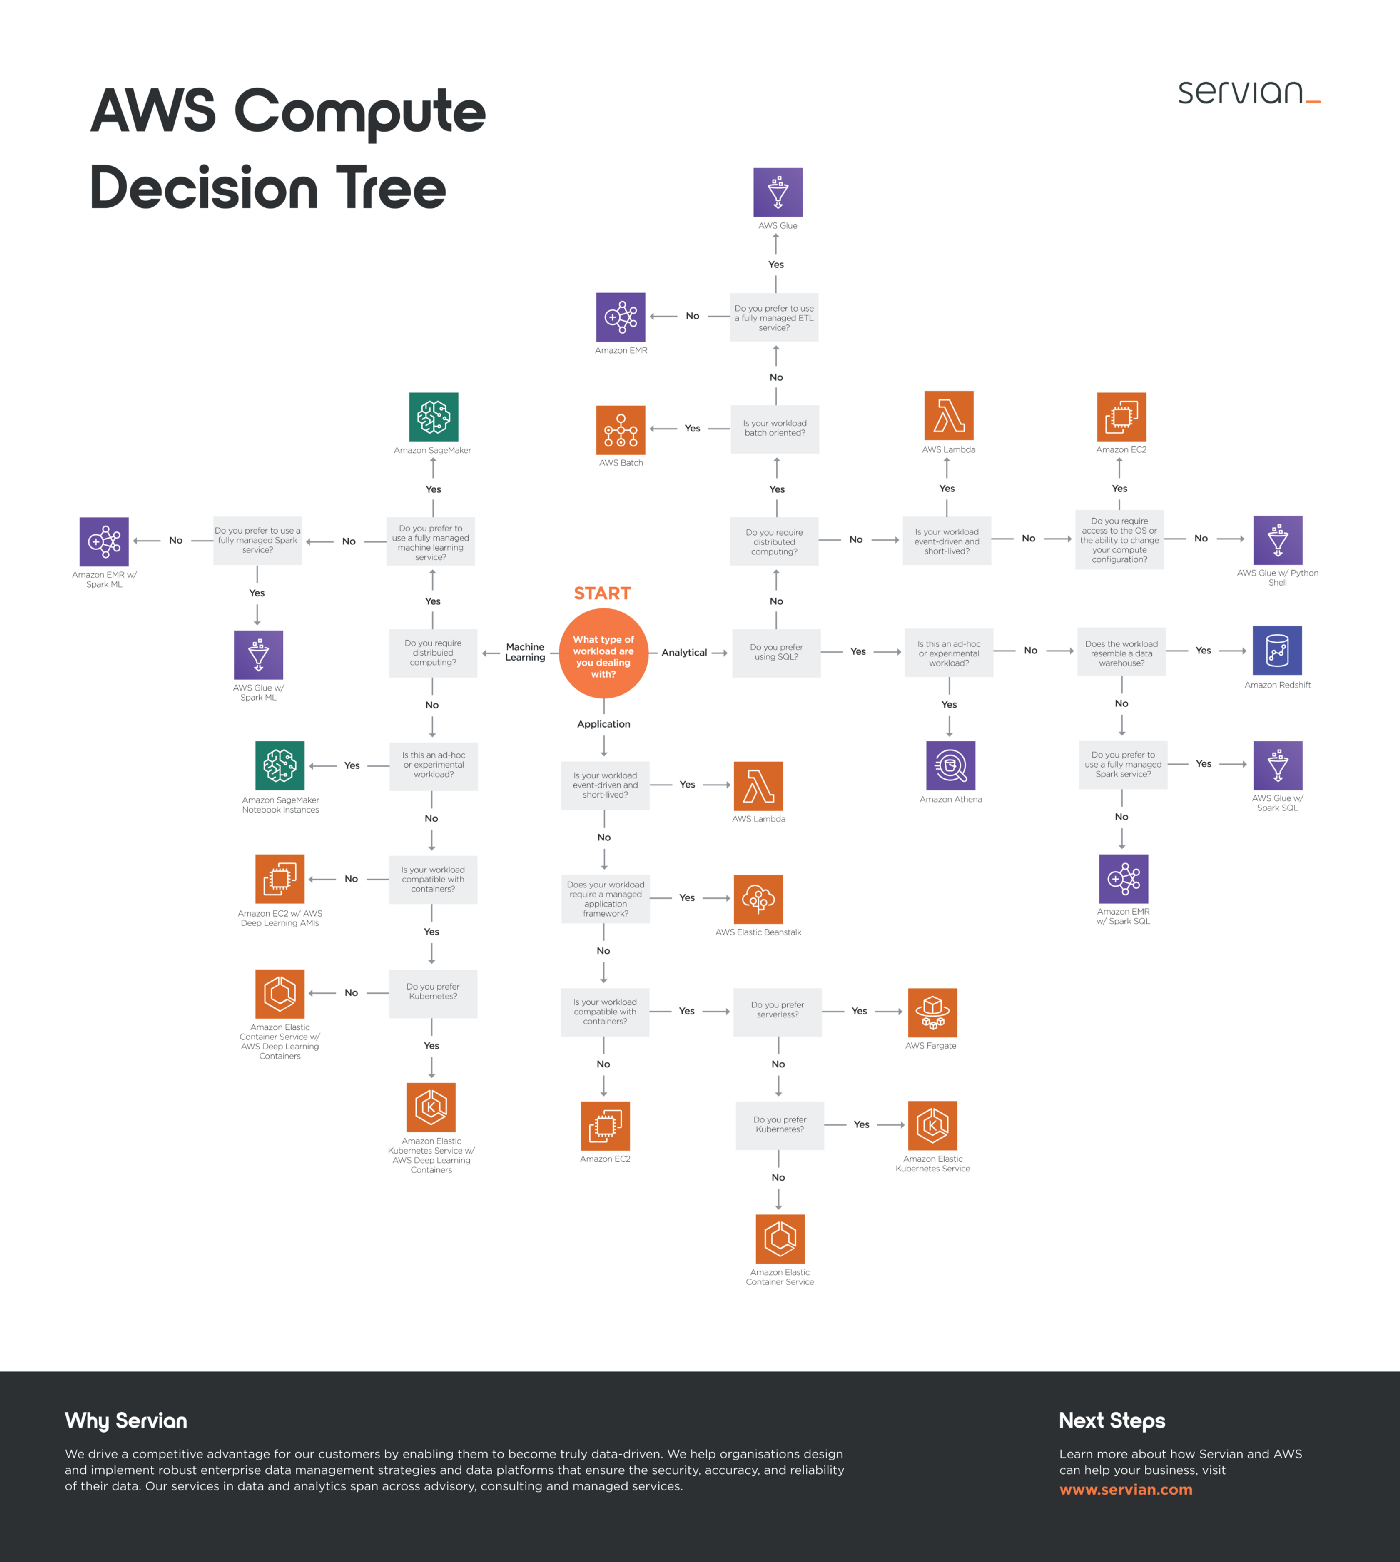 AWS Compute
Decision Tree
servian_
AWS Glue
Yes
Do you prefer to use
a fully managed ETL
service?
No
Amazon EMR
No
Is your workload
batch oriented?
Yes
AWS Batch
Yes
Amazon SageMaker
Yes
AWS Lambda
Yes
Amazon EC2
Yes
Amazon EMR w/
Spark ML
No
Do you prefer to use a
fully managed Spark
service?
No
Do you prefer to
use a fully managed
machine learning
service?
Do you require
distributed
computing?
No
Is your workload
event-driven and
short-lived?
No
Do you require
access to the OS or
the ability to change
your compute
configuration?
No
AWS Glue w/ Python
Shell
Yes
AWS Glue w/
Spark ML
Yes
No
START
What type of
workload are
you dealing
with?
Machine
Learning
Do you require
distributed
computing?
Analytical
Do you prefer
using SQL?
Yes
Is this an ad-hoc
or experimental
workload?
No
Does the workload
resemble a data
warehouse?
Yes
Amazon Redshift
No
Application
Yes
No
Is this an ad-hoc
or experimental
workload?
Yes
Amazon SageMaker
Notebook Instances
Is your workload
event-driven and
short-lived?
Yes
AWS Lambda
Amazon Athena
Do you prefer to
use a fully managed
Spark service?
Yes
AWS Glue w/
Spark SQL
No
No
No
Is your workload
compatible with
containers?
No
Amazon EC2 w/ AWS
Deep Learning AMIs
Does your workload
require a managed
application
framework?
Yes
AWS Elastic Beanstalk
Amazon EMR
w/ Spark SQL
Yes
No
Do you prefer
Kubernetes?
No
Amazon Elastic
Container Service w/
AWS Deep Learning
Containers
Is your workload
compatible with
containers?
Yes
Do you prefer
serverless?
Yes
AWS Fargate
Yes
No
No
Amazon Elastic
Kubernetes Service w/
AWS Deep Learning
Containers
Amazon EC2
Do you prefer
Kubernetes?
Yes
Amazon Elastic
Kubernetes Service
No
Amazon Elastic
Container Service
Why Servian
We drive a competitive advantage for our customers by enabling them to become truly data-driven. We help organisations design
and implement robust enterprise data management strategies and data platforms that ensure the security, accuracy, and reliability
of their data. Our services in data and analytics span across advisory, consulting and managed services.
Next Steps
Learn more about how Servian and AWS
can help your business, visit
www.servian.com